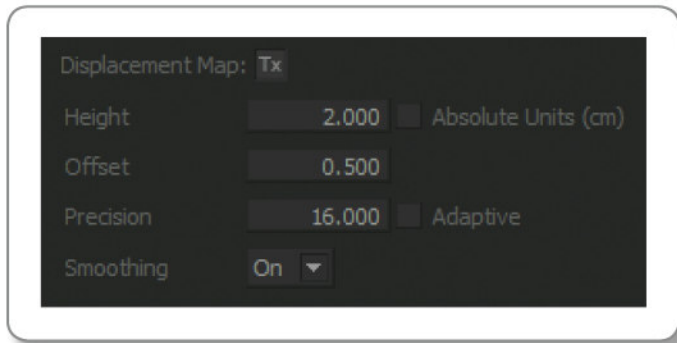 Displacement Map: Tx
Height 2.000 Absolute Units (cm)
Offset 0.500
Precision 16.000 Adaptive
Smoothing On